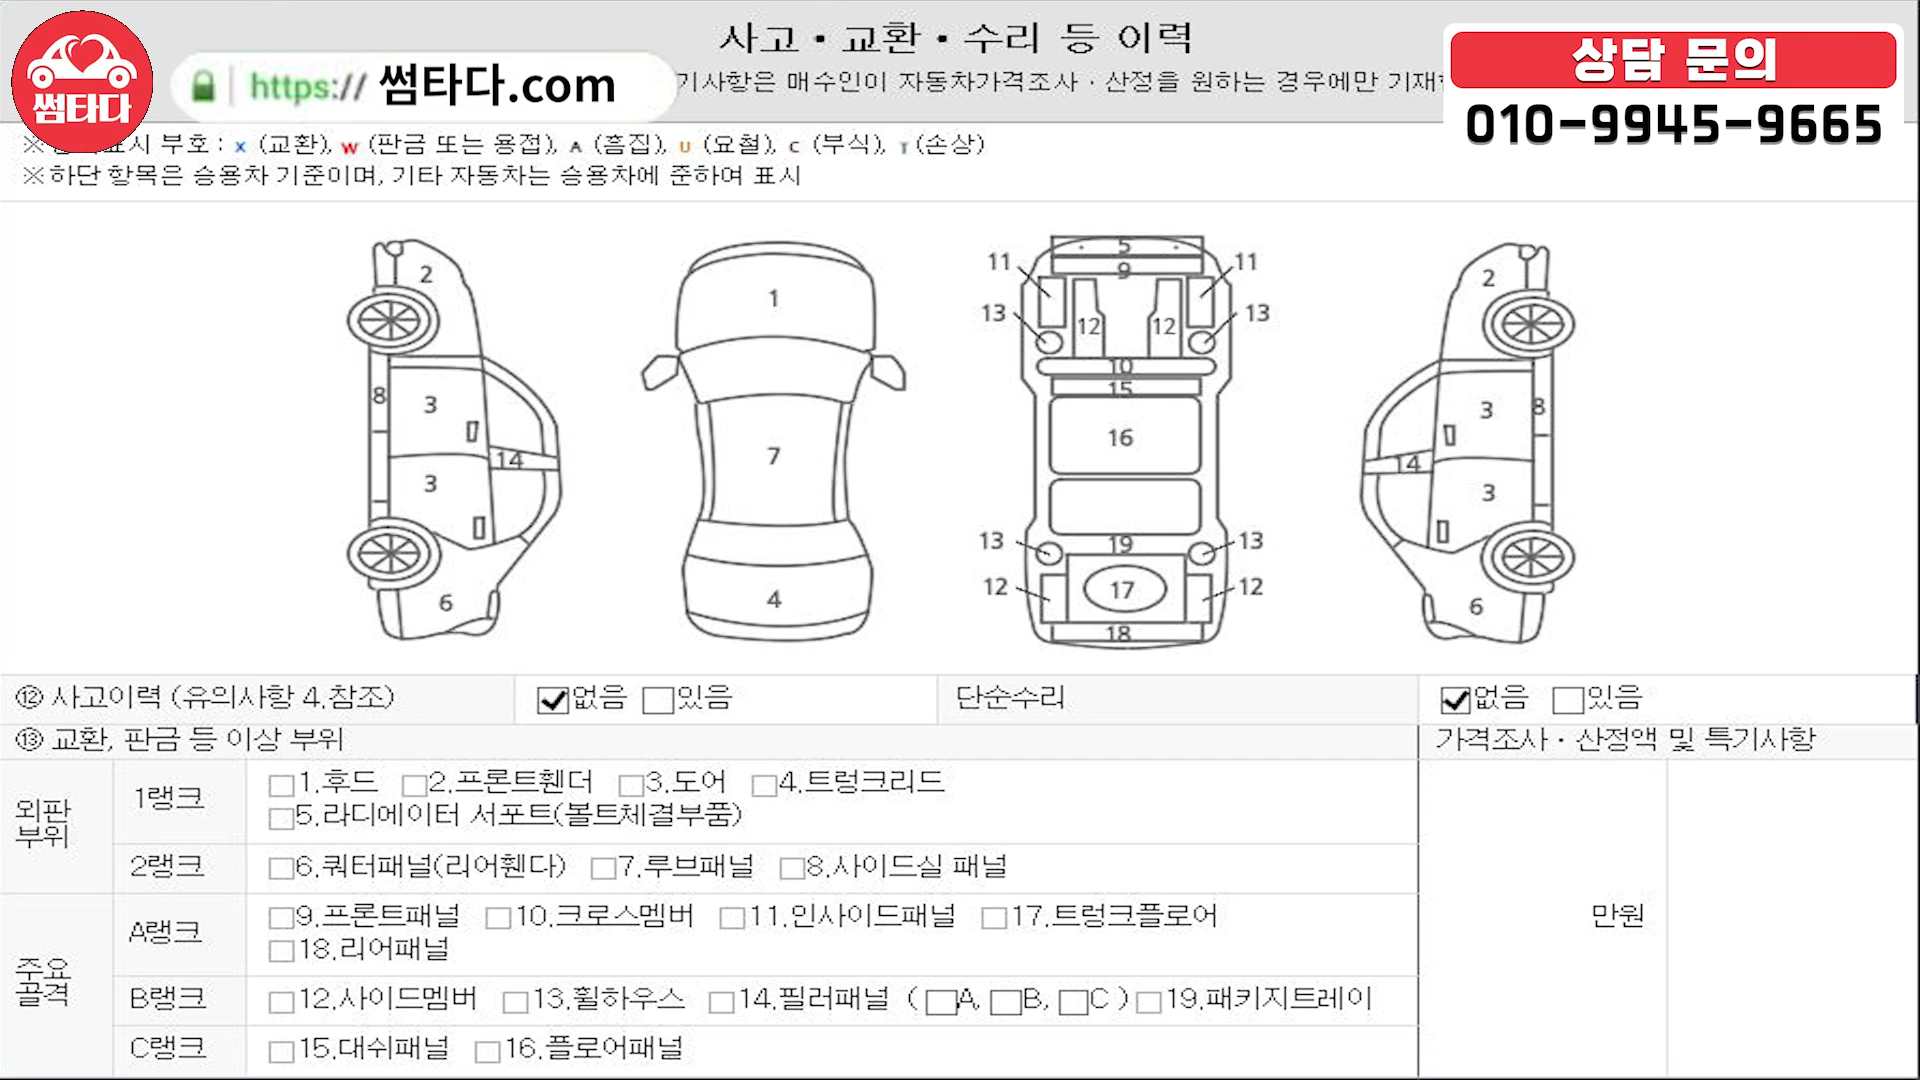 사고 • 교환 • 수리 등 이력
썸타다
https:// 썸타다.com
기사항은 매수인이 자동차가격조사 · 산정을 원하는 경우에만 기재
상담 문의
010-9945-9665
※ 표시 부호 : X (교환), W (판금 또는 용접), A (흠집), U (요철), C (부식), T (손상)
※ 하단 항목은 승용차 기준이며, 기타 자동차는 승용차에 준하여 표시
2
8
3
3
14
6
1
7
4
5
9
11
11
13
13
12
12
10
15
16
19
13
13
12
12
17
18
2
3
8
14
3
6
⑫ 사고이력 (유의사항 4.참조) 없음 있음 단순수리 없음 있음
⑬ 교환, 판금 등 이상 부위 가격조사 · 산정액 및 특기사항
외판
부위
1랭크
1.후드 2.프론트휀더 3.도어 4.트렁크리드
5.라디에이터 서포트(볼트체결부품)
2랭크
6.쿼터패널(리어휀다) 7.루브패널 8.사이드실 패널
주요
골격
A랭크
9.프론트패널 10.크로스멤버 11.인사이드패널 17.트렁크플로어
18.리어패널
만원
B랭크
12.사이드멤버 13.휠하우스 14.필러패널 ( A, B, C ) 19.패키지트레이
C랭크
15.대쉬패널 16.플로어패널